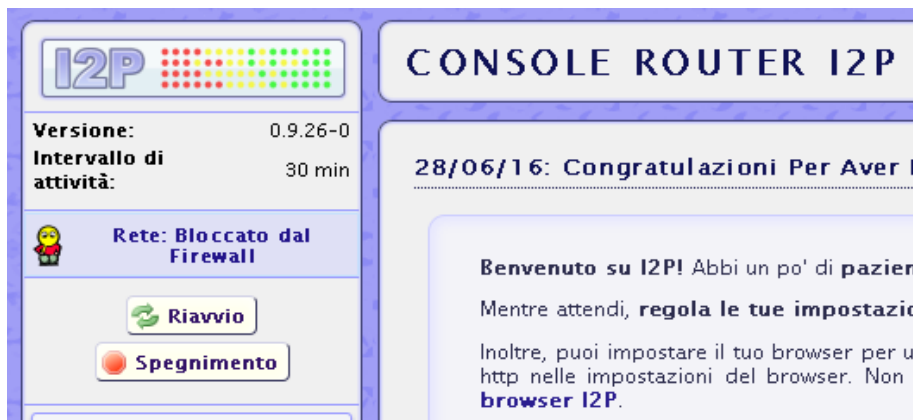 I2P
CONSOLE ROUTER I2P
Versione: 0.9.26-0
Intervallo di
attività: 30 min
Rete: Bloccato dal
Firewall
Riavvio
Spegnimento
28/06/16: Congratulazioni Per Aver
Benvenuto su I2P! Abbi un po' di
Mentre attendi, regola le tue
Inoltre, puoi impostare il tuo browser per
http nelle impostazioni del browser. Non
browser I2P.